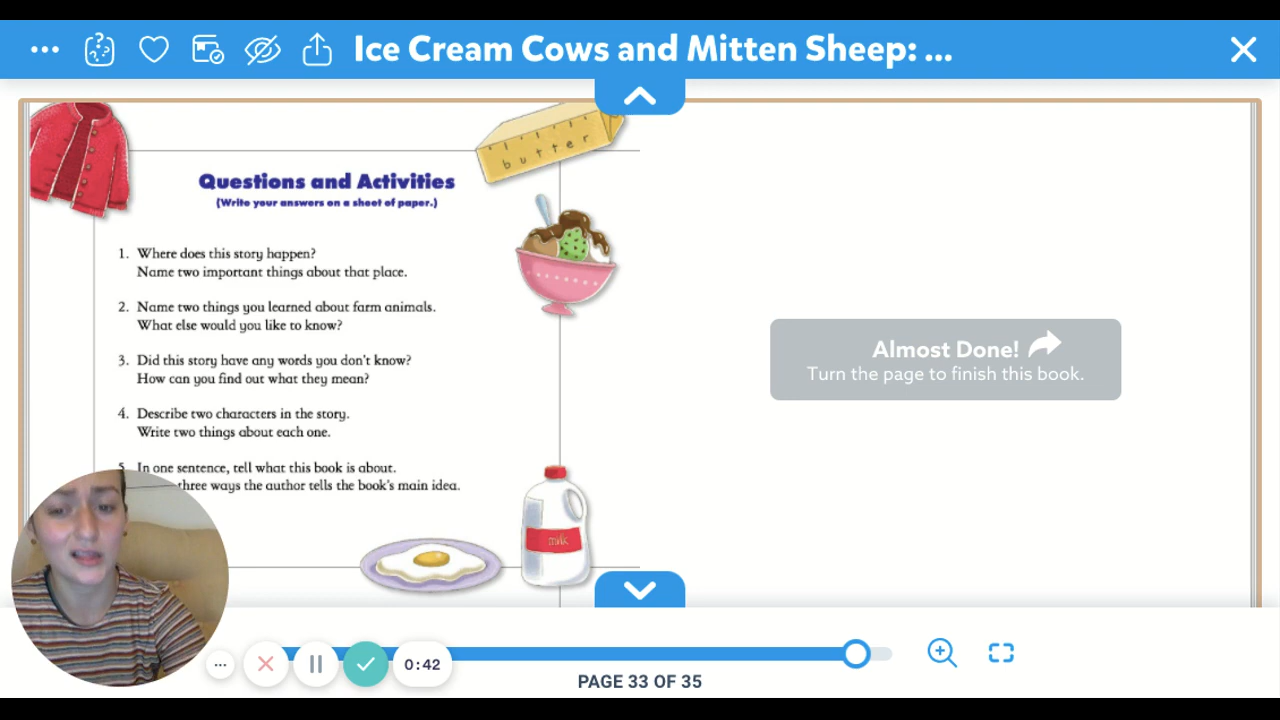 Ice Cream Cows and Mitten Sheep: ...
butter
Questions and Activities
(Write your answers on a sheet of paper.)
1. Where does this story happen?
Name two important things about that place.
2. Name two things you learned about farm animals.
What else would you like to know?
3. Did this story have any words you don't know?
How can you find out what they mean?
4. Describe two characters in the story.
Write two things about each one.
5. In one sentence, tell what this book is about.
three ways the author tells the book's main idea.
milk
Almost Done!
Turn the page to finish this book.
0:42
PAGE 33 OF 35